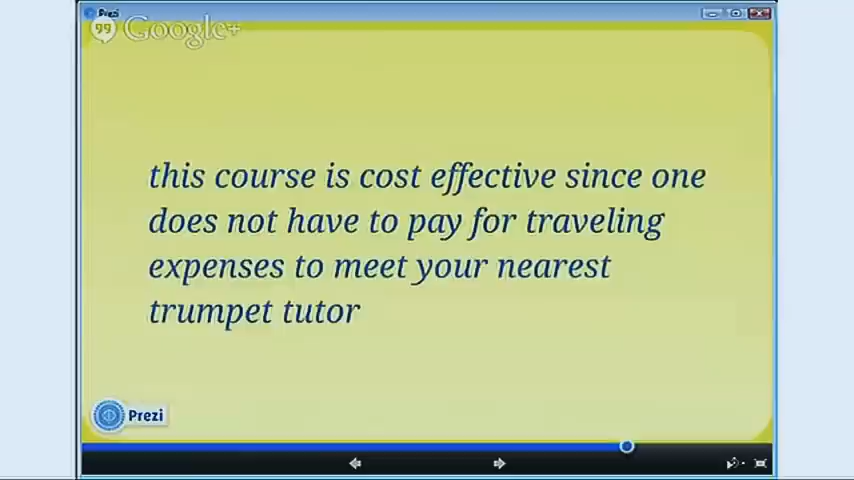 Prezi
Google+
this course is cost effective since one
does not have to pay for traveling
expenses to meet your nearest
trumpet tutor
Prezi